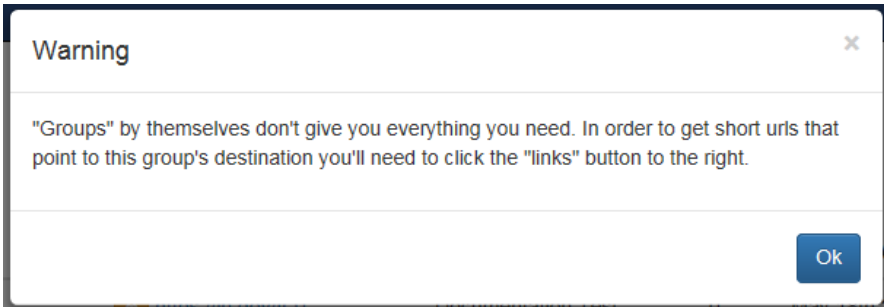 Warning
×
"Groups" by themselves don't give you everything you need. In order to get short urls that
point to this group's destination you'll need to click the "links" button to the right.
Ok